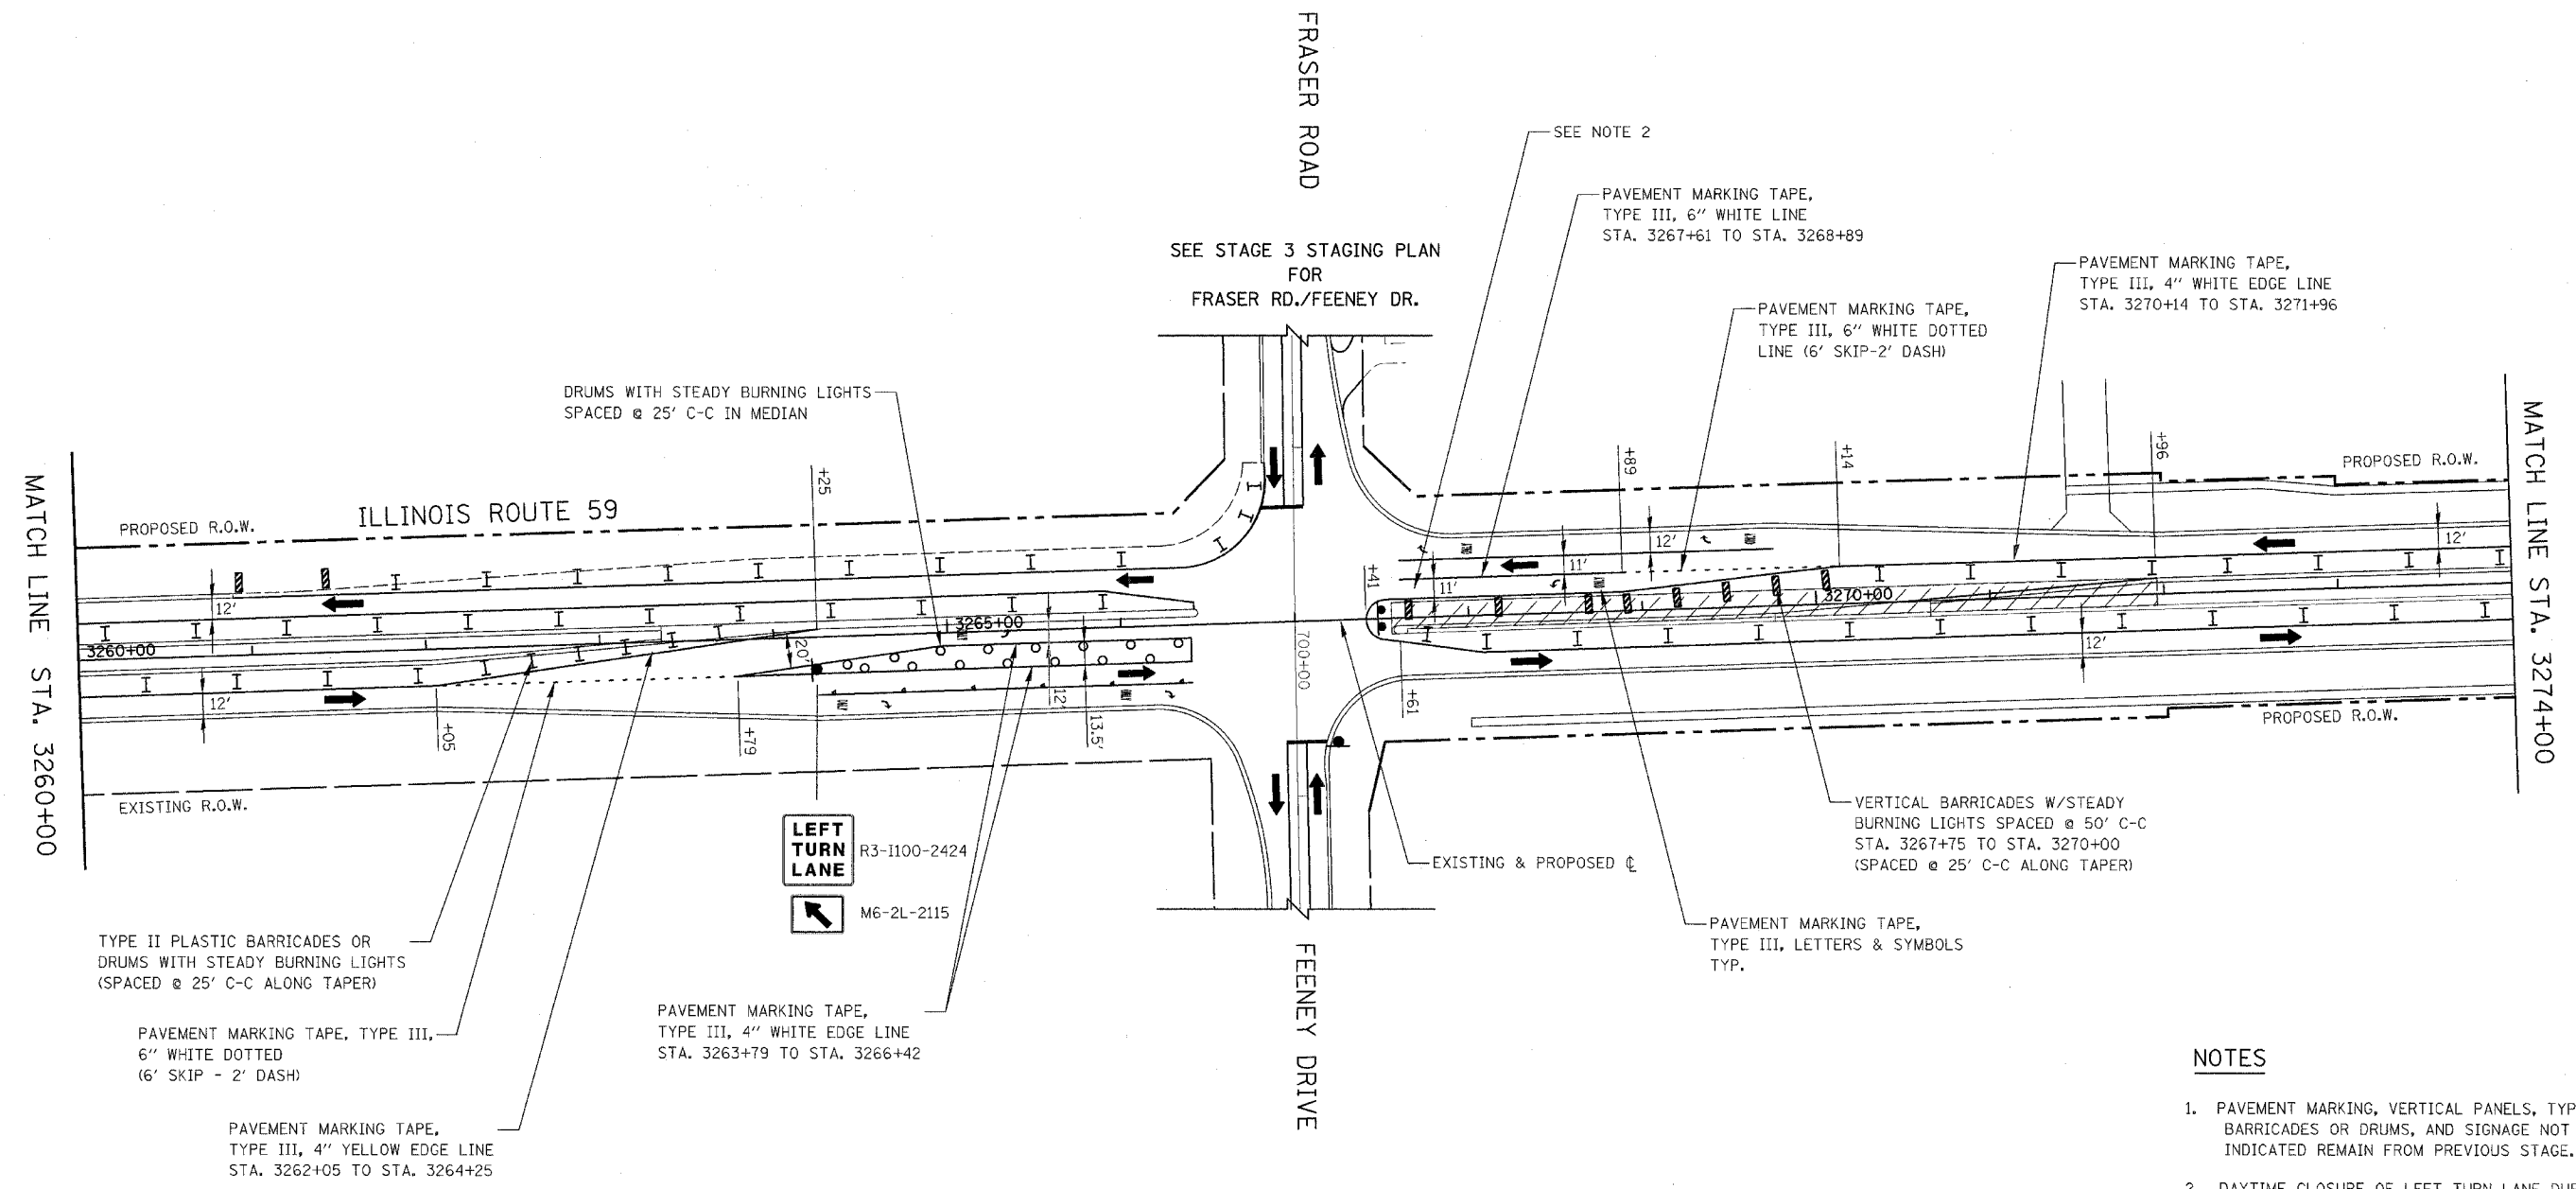 FRASER ROAD
SEE NOTE 2
PAVEMENT MARKING TAPE,
TYPE III, 6" WHITE LINE
STA. 3267+61 TO STA. 3268+89
SEE STAGE 3 STAGING PLAN
FOR
FRASER RD./FEENEY DR.
PAVEMENT MARKING TAPE,
TYPE III, 4" WHITE EDGE LINE
STA. 3270+14 TO STA. 3271+96
PAVEMENT MARKING TAPE,
TYPE III, 6" WHITE DOTTED
LINE (6' SKIP-2' DASH)
DRUMS WITH STEADY BURNING LIGHTS
SPACED @ 25' C-C IN MEDIAN
MATCH LINE STA. 3260+00
MATCH LINE STA. 3274+00
PROPOSED R.O.W.
ILLINOIS ROUTE 59
+25
+89
+14
+96
PROPOSED R.O.W.
12'
11'
12'
11'
12'
+41
3260+00
3265+00
3270+00
20'
700+00
12'
12'
12'
13.5'
+05
+79
+61
PROPOSED R.O.W.
EXISTING R.O.W.
LEFT
TURN
LANE
R3-I100-2424
M6-2L-2115
VERTICAL BARRICADES W/STEADY
BURNING LIGHTS SPACED @ 50' C-C
STA. 3267+75 TO STA. 3270+00
(SPACED @ 25' C-C ALONG TAPER)
EXISTING & PROPOSED ℄
PAVEMENT MARKING TAPE,
TYPE III, LETTERS & SYMBOLS
TYP.
TYPE II PLASTIC BARRICADES OR
DRUMS WITH STEADY BURNING LIGHTS
(SPACED @ 25' C-C ALONG TAPER)
PAVEMENT MARKING TAPE, TYPE III,
6" WHITE DOTTED
(6' SKIP - 2' DASH)
PAVEMENT MARKING TAPE,
TYPE III, 4" WHITE EDGE LINE
STA. 3263+79 TO STA. 3266+42
PAVEMENT MARKING TAPE,
TYPE III, 4" YELLOW EDGE LINE
STA. 3262+05 TO STA. 3264+25
FEENEY DRIVE
NOTES
1. PAVEMENT MARKING, VERTICAL PANELS, TYP
BARRICADES OR DRUMS, AND SIGNAGE NOT
INDICATED REMAIN FROM PREVIOUS STAGE.
2. DAYTIME CLOSURE OF LEFT TURN LANE DUR